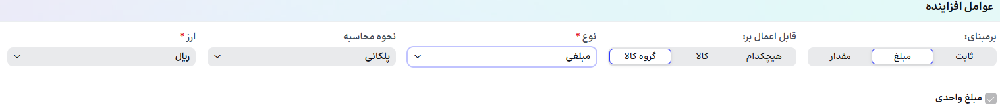 عوامل افزاینده
برمبنای: قابل اعمال بر: نوع * نحوه محاسبه ارز *
ثابت مبلغ مقدار هیچکدام کالا گروه کالا مبلغی پلکانی ریال
مبلغ واحدی